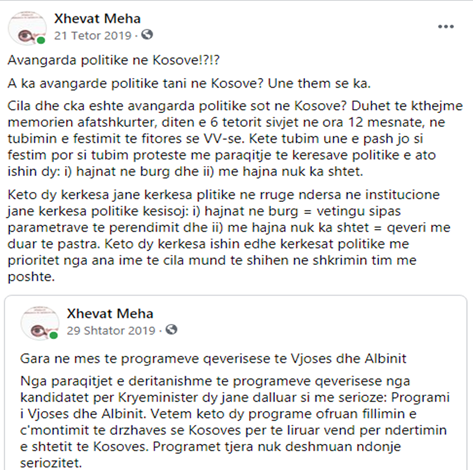 Xhevat Meha
21 Tetor 2019 ·
Avangarda politike ne Kosove!?!?
A ka avangarde politike tani ne Kosove? Une them se ka.
Cila dhe cka eshte avangarda politike sot ne Kosove? Duhet te kthejme
memorien afatshkurter, diten e 6 tetorit sivjet ne ora 12 mesnate, ne
tubimin e festimit te fitores se VV-se. Kete tubim une e pash jo si
festim por si tubim proteste me paraqitje te keresave politike e ato
ishin dy: i) hajnat ne burg dhe ii) me hajna nuk ka shtet.
Keto dy kerkesa jane kerkesa plitike ne rruge ndersa ne institucione
jane kerkesa politike kesisoj: i) hajnat ne burg = vetingu sipas
parametrave te perendimit dhe ii) me hajna nuk ka shtet = qeveri me
duar te pastra. Keto dy kerkesa ishin edhe kerkesat politike me
prioritet nga ana ime te cila mund te shihen ne shkrimin tim me
poshte.
Xhevat Meha
29 Shtator 2019 ·
Gara ne mes te programeve qeverisese te Vjoses dhe Albinit
Nga paraqitjet e deritanishme te programeve qeverisese nga
kandidatet per Kryeministher dy jane dalluar si me serioze: Programi
i Vjoses dhe Albinit. Vetem keto dy programe ofruan fillimin e
c'montimit te drzhaves se Kosoves per te liruar vend per ndertimin
e shtetit te Kosoves. Programet tjera nuk deshmuan ndonje
seriozitet.